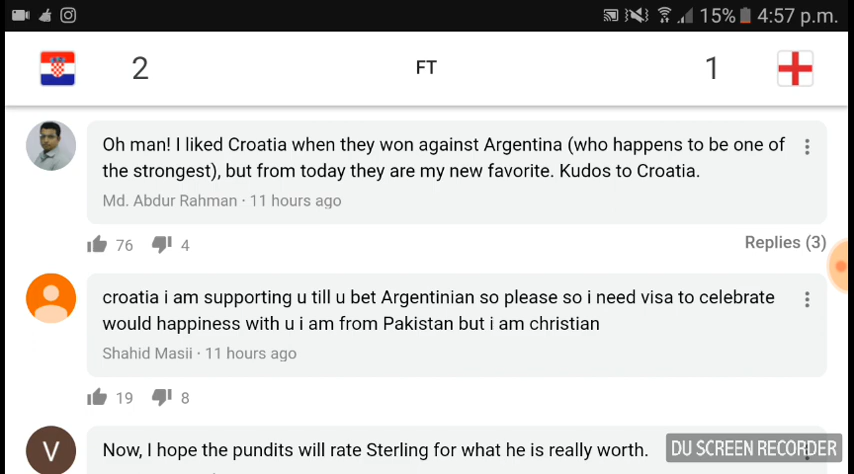 15% 4:57 p.m.
2 FT 1
Oh man! I liked Croatia when they won against Argentina (who happens to be one of
the strongest), but from today they are my new favorite. Kudos to Croatia.
Md. Abdur Rahman · 11 hours ago
76 4 Replies (3)
croatia i am supporting u till u bet Argentinian so please so i need visa to celebrate
would happiness with u i am from Pakistan but i am christian
Shahid Masii · 11 hours ago
19 8
V
Now, I hope the pundits will rate Sterling for what he is really worth.
DU SCREEN RECORDER